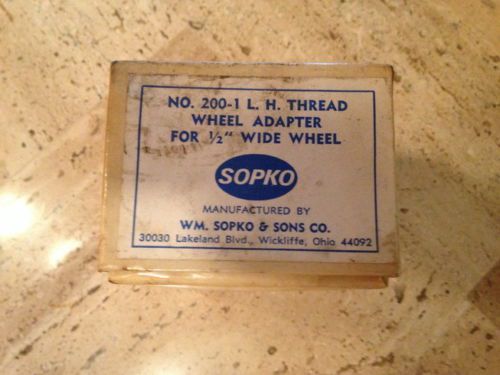 NO. 200-1 L. H. THREAD
WHEEL ADAPTER
FOR ½" WIDE WHEEL
SOPKO
MANUFACTURED BY
WM. SOPKO & SONS CO.
30030 Lakeland Blvd., Wickliffe, Ohio 44092